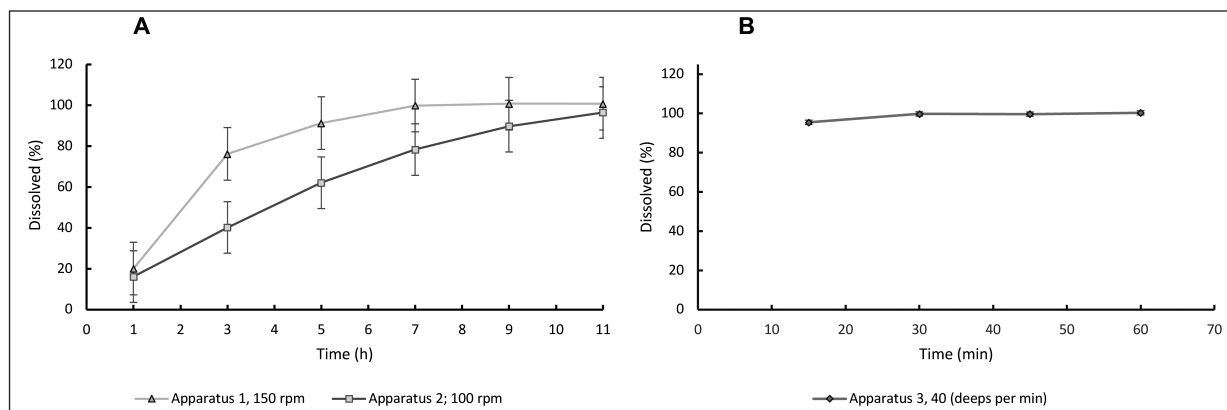 A
120
100
80
60
40
20
0
Dissolved (%)
0 1 2 3 4 5 6 7 8 9 10 11
Time (h)
Apparatus 1, 150 rpm
Apparatus 2; 100 rpm
B
120
100
80
60
40
20
0
Dissolved (%)
0 10 20 30 40 50 60 70
Time (min)
Apparatus 3, 40 (deeps per min)